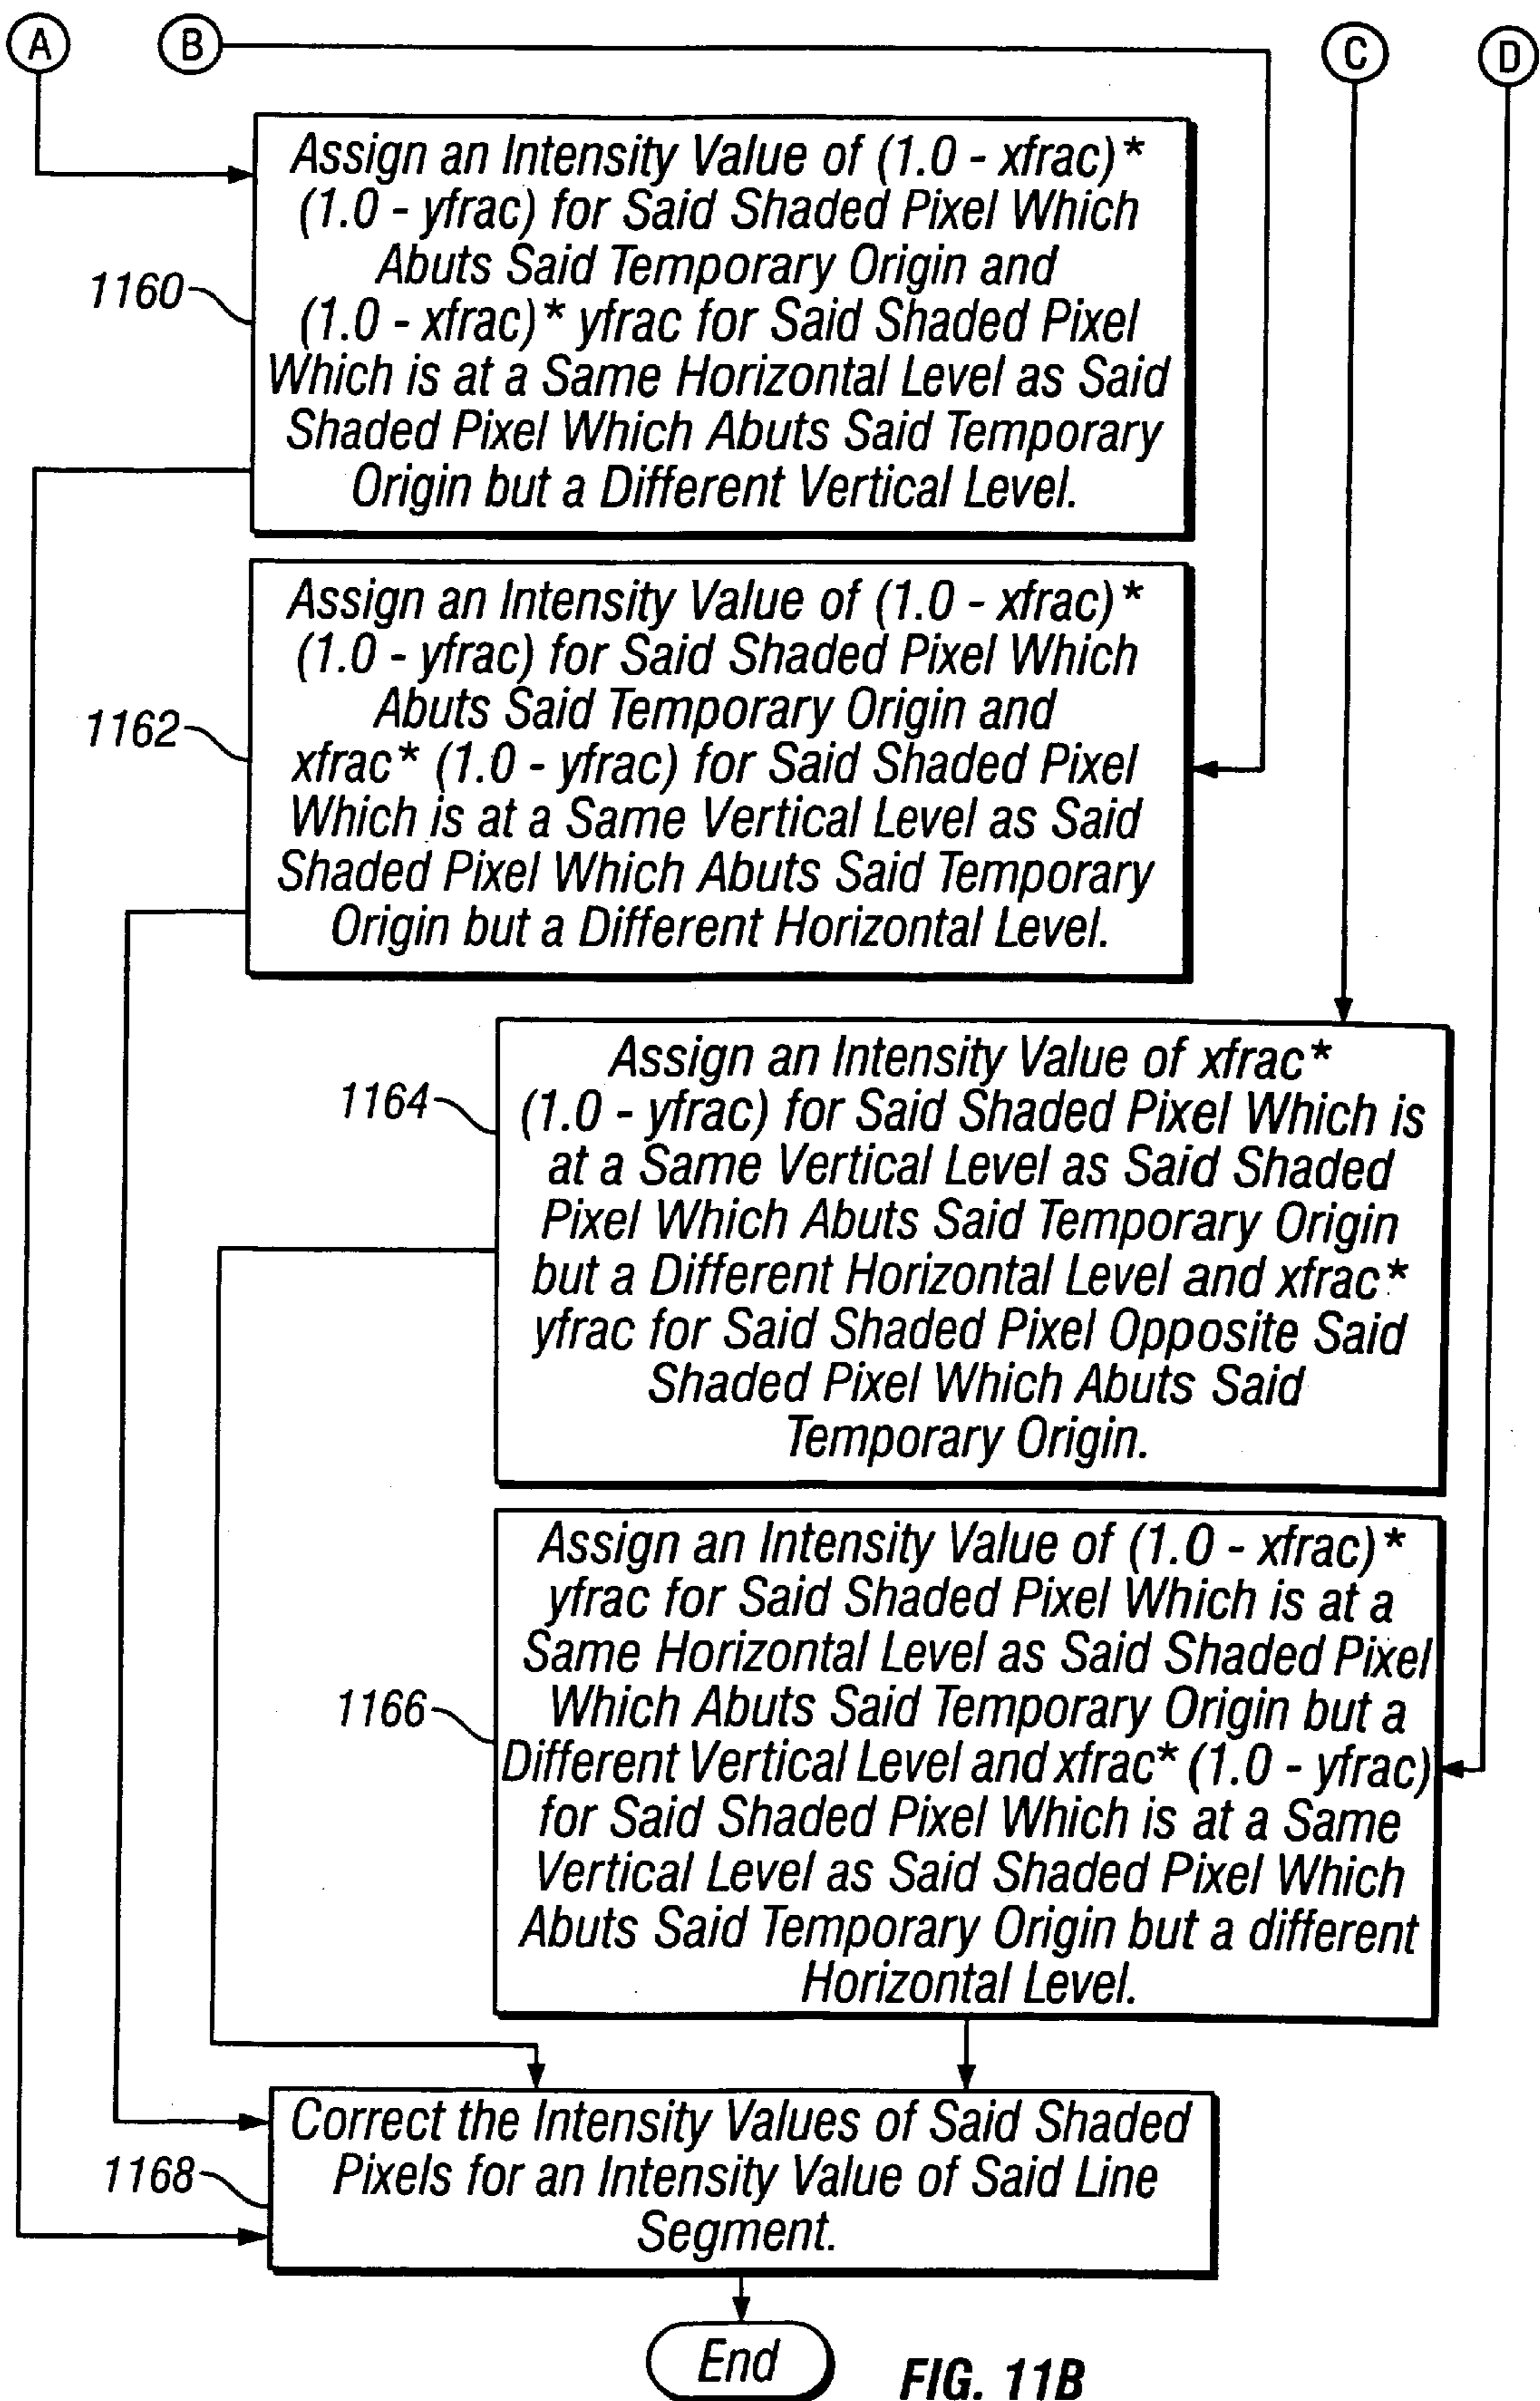 A B C D
Assign an Intensity Value of (1.0 - xfrac)*
(1.0 - yfrac) for Said Shaded Pixel Which
Abuts Said Temporary Origin and
(1.0 - xfrac)* yfrac for Said Shaded Pixel
Which is at a Same Horizontal Level as Said
Shaded Pixel Which Abuts Said Temporary
Origin but a Different Vertical Level.
1160
Assign an Intensity Value of (1.0 - xfrac)*
(1.0 - yfrac) for Said Shaded Pixel Which
Abuts Said Temporary Origin and
xfrac* (1.0 - yfrac) for Said Shaded Pixel
Which is at a Same Vertical Level as Said
Shaded Pixel Which Abuts Said Temporary
Origin but a Different Horizontal Level.
1162
Assign an Intensity Value of xfrac*
(1.0 - yfrac) for Said Shaded Pixel Which is
at a Same Vertical Level as Said Shaded
Pixel Which Abuts Said Temporary Origin
but a Different Horizontal Level and xfrac*
yfrac for Said Shaded Pixel Opposite Said
Shaded Pixel Which Abuts Said
Temporary Origin.
1164
Assign an Intensity Value of (1.0 - xfrac)*
yfrac for Said Shaded Pixel Which is at a
Same Horizontal Level as Said Shaded Pixel
Which Abuts Said Temporary Origin but a
Different Vertical Level and xfrac* (1.0 - yfrac)
for Said Shaded Pixel Which is at a Same
Vertical Level as Said Shaded Pixel Which
Abuts Said Temporary Origin but a different
Horizontal Level.
1166
Correct the Intensity Values of Said Shaded
Pixels for an Intensity Value of Said Line
Segment.
1168
End
FIG. 11B